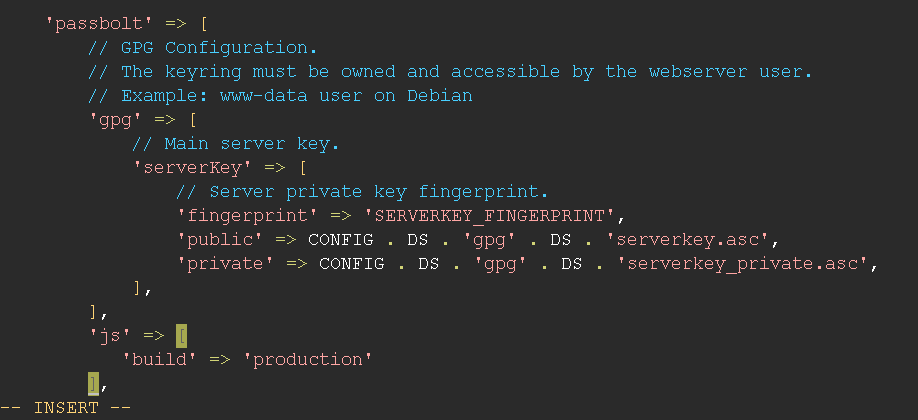 'passbolt' => [
// GPG Configuration.
// The keyring must be owned and accessible by the webserver user.
// Example: www-data user on Debian
'gpg' => [
// Main server key.
'serverKey' => [
// Server private key fingerprint.
'fingerprint' => 'SERVERKEY_FINGERPRINT',
'public' => CONFIG . DS . 'gpg' . DS . 'serverkey.asc',
'private' => CONFIG . DS . 'gpg' . DS . 'serverkey_private.asc',
],
],
'js' => [
'build' => 'production'
],
-- INSERT --